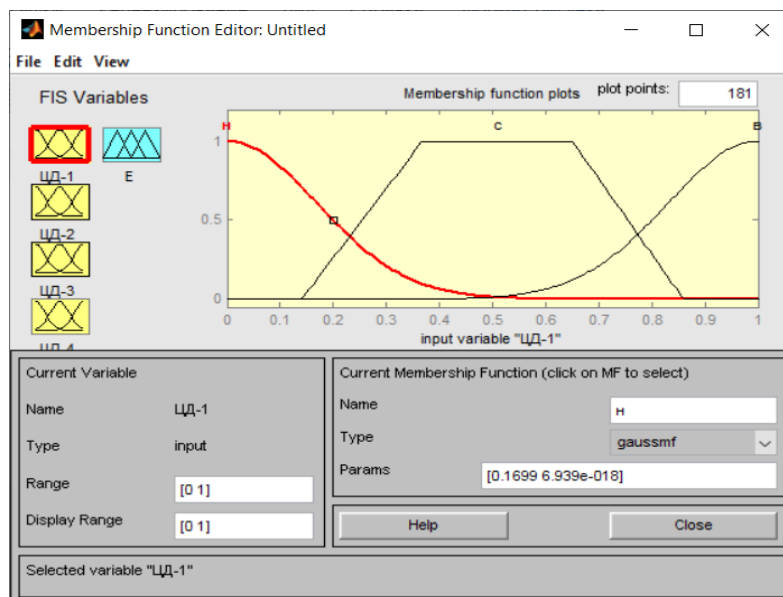 Membership Function Editor: Untitled
File Edit View
FIS Variables
Membership function plots
plot points:
181
ЦД-1
E
ЦД-2
ЦД-3
ЦД-4
Н
С
В
1
0.5
0
0 0.1 0.2 0.3 0.4 0.5 0.6 0.7 0.8 0.9 1
input variable "ЦД-1"
Current Variable
Name ЦД-1
Type input
Range [0 1]
Display Range [0 1]
Current Membership Function (click on MF to select)
Name н
Type gaussmf
Params [0.1699 6.939e-018]
Help Close
Selected variable "ЦД-1"